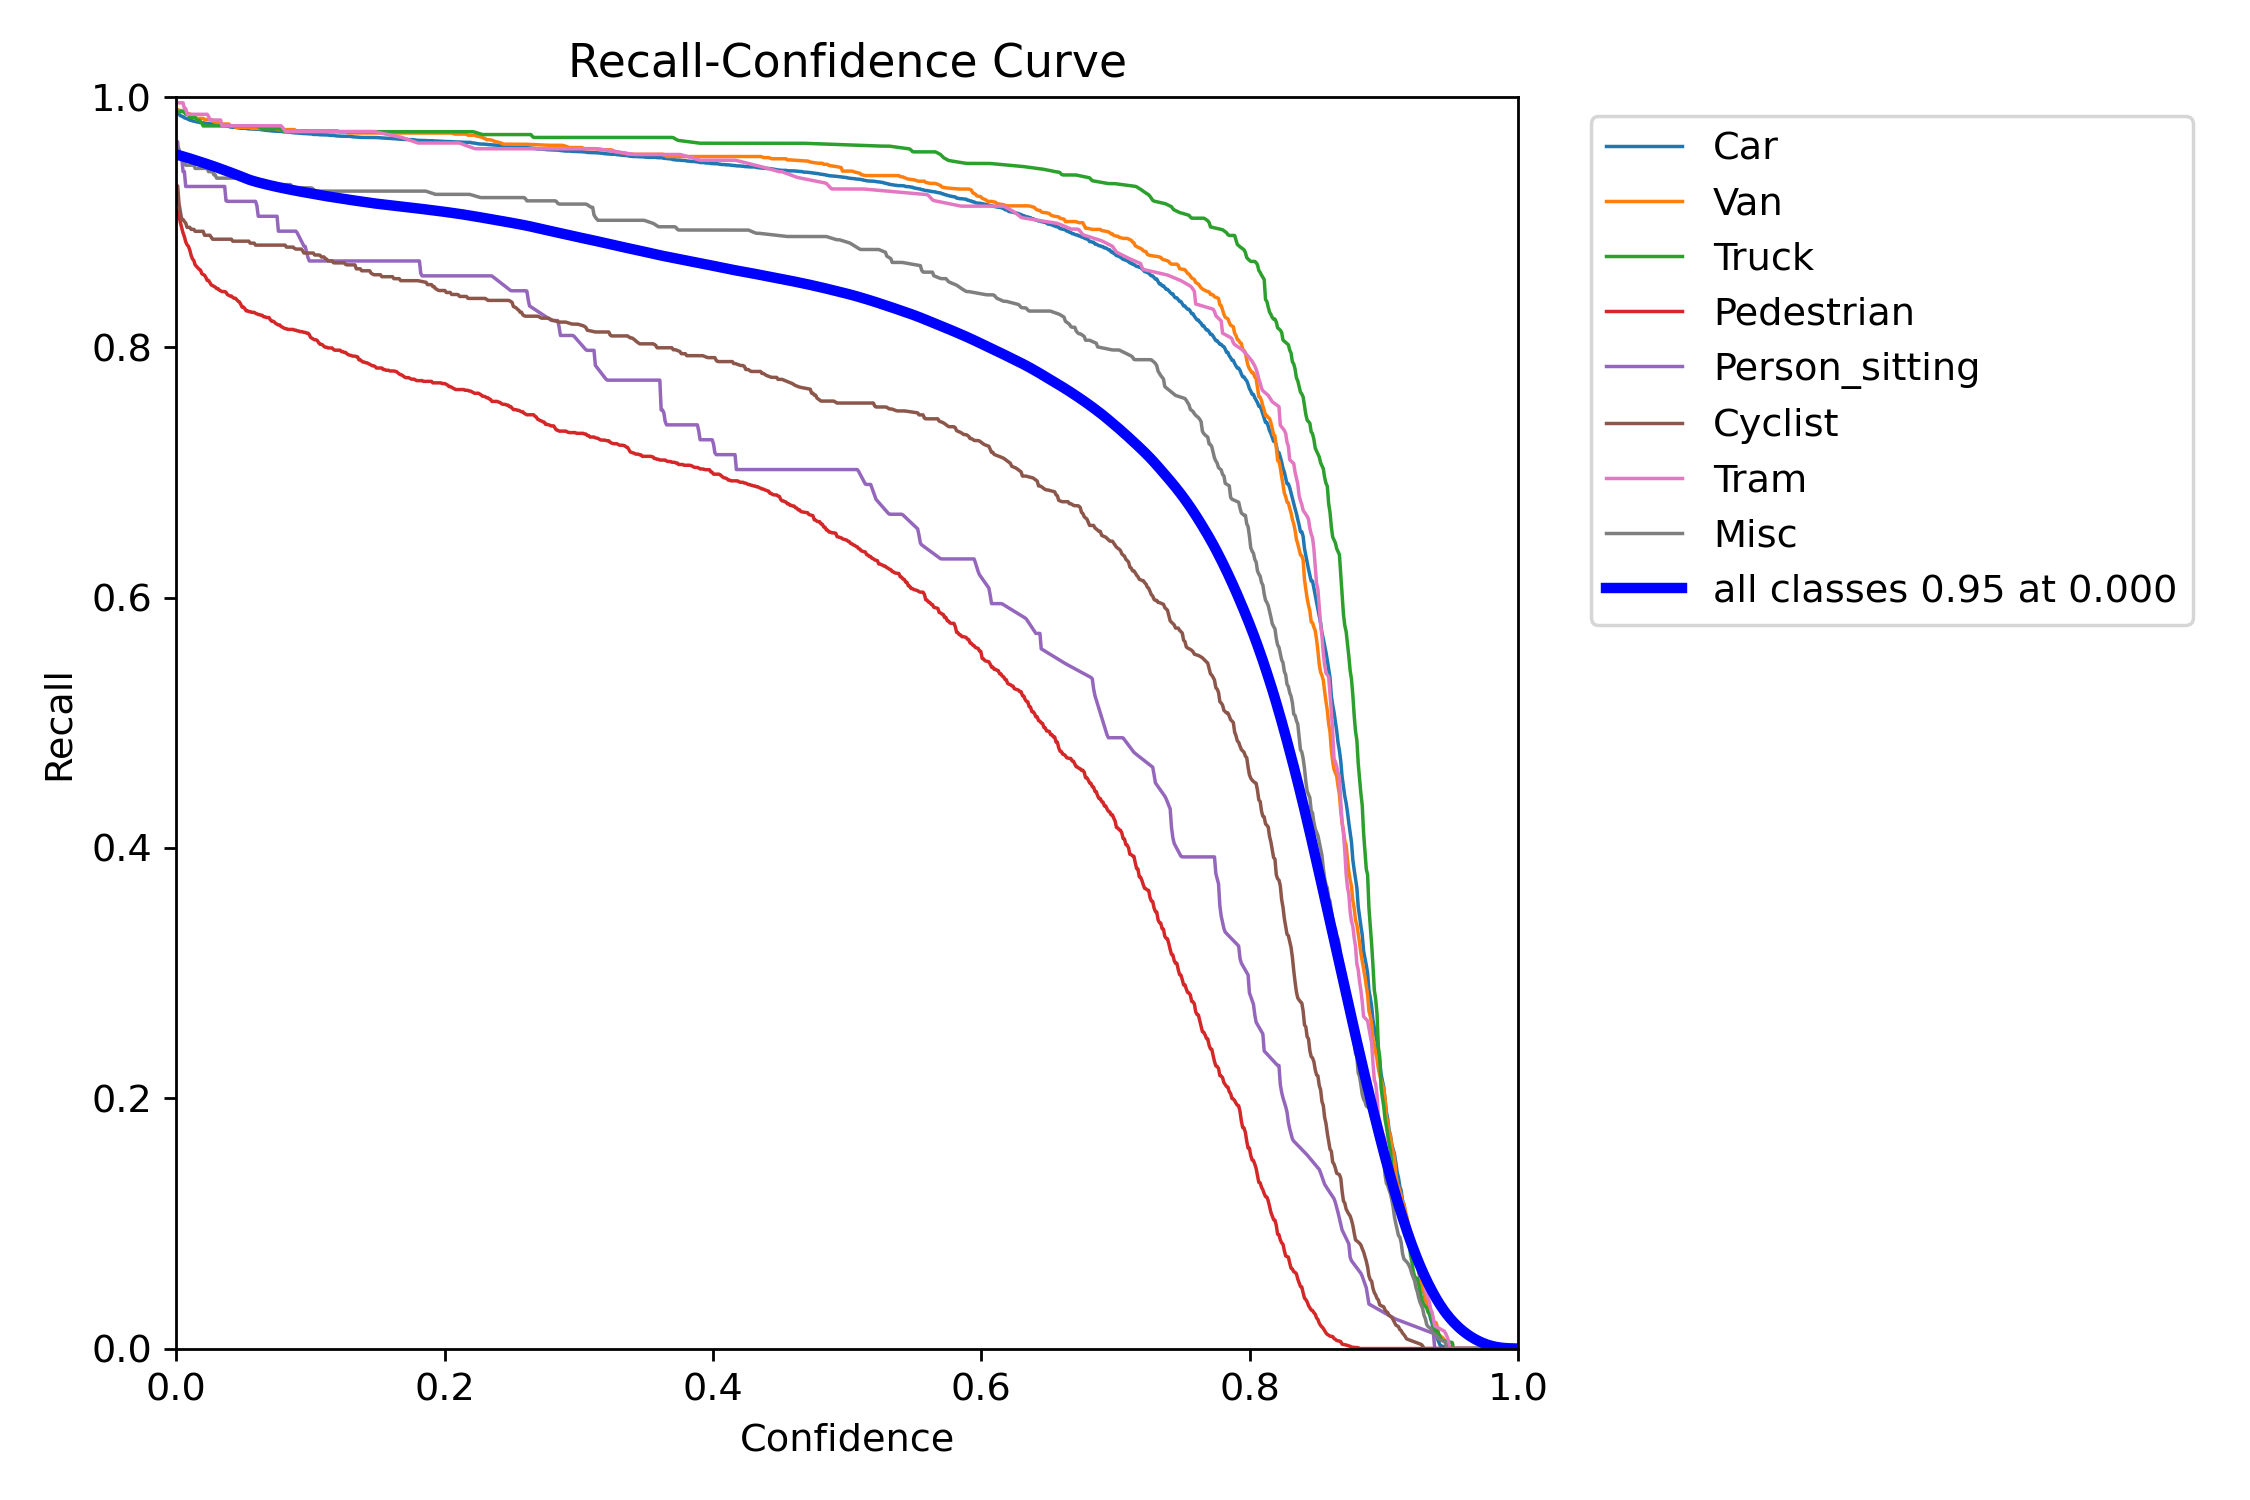 Recall-Confidence Curve
1.0
0.8
0.6
0.4
0.2
0.0
Recall
0.0 0.2 0.4 0.6 0.8 1.0
Confidence
Car
Van
Truck
Pedestrian
Person_sitting
Cyclist
Tram
Misc
all classes 0.95 at 0.000